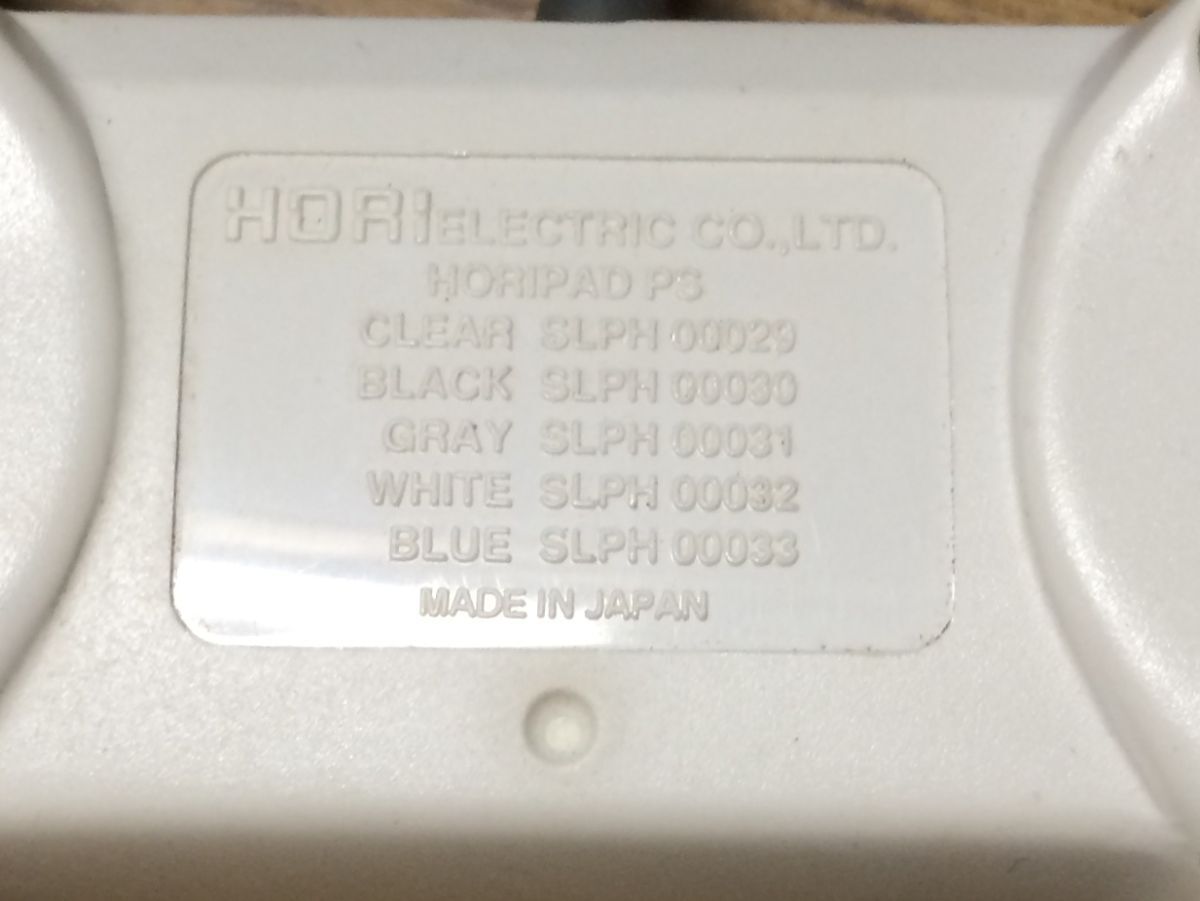 HORI ELECTRIC CO.,LTD.
HORIPAD PS
CLEAR SLPH 00029
BLACK SLPH 00030
GRAY SLPH 00031
WHITE SLPH 00032
BLUE SLPH 00033
MADE IN JAPAN